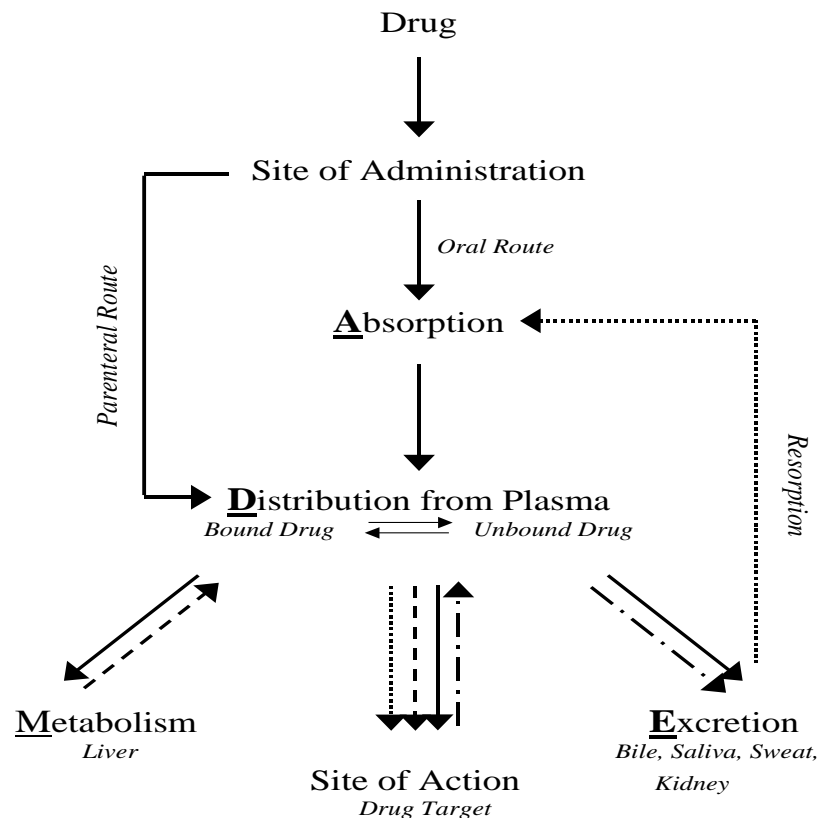 Drug
Site of Administration
Oral Route
Parenteral Route
Absorption
Resorption
Distribution from Plasma
Bound Drug Unbound Drug
Metabolism
Liver
Excretion
Bile, Saliva, Sweat,
Kidney
Site of Action
Drug Target